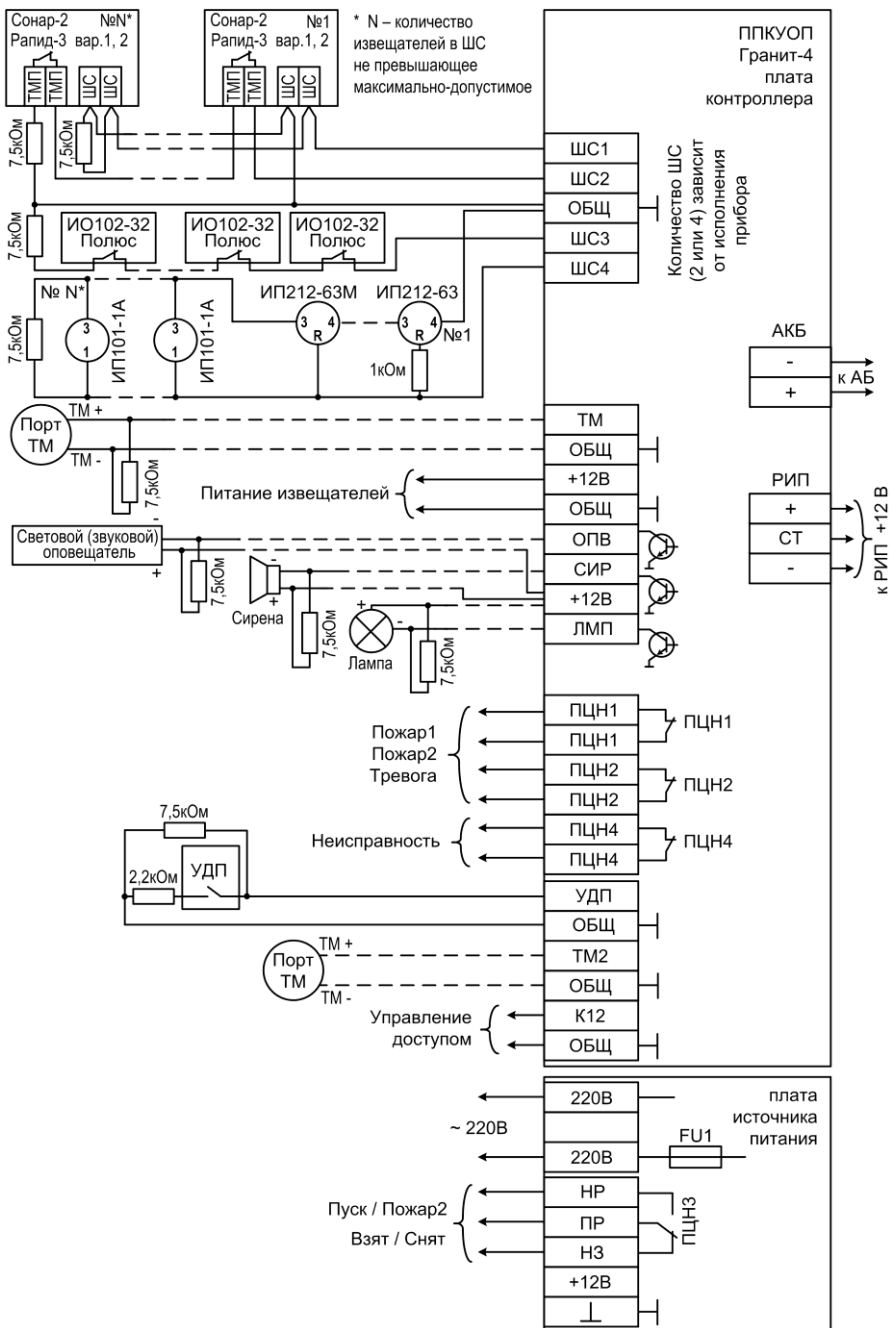 Сонар-2 №N*
Рапид-3 вар.1, 2
ТМП
ТМП
ШС
ШС
Сонар-2 №1
Рапид-3 вар.1, 2
ТМП
ТМП
ШС
ШС
* N – количество
извещателей в ШС
не превышающее
максимально-допустимое
ППКУОП
Гранит-4
плата
контроллера
7,5кОм
7,5кОм
ШС1
ШС2
ОБЩ
ШС3
ШС4
Количество ШС
(2 или 4) зависит
от исполнения
прибора
7,5кОм
ИО102-32
Полюс
ИО102-32
Полюс
ИО102-32
Полюс
7,5кОм
№ N*
3
1
ИП101-1А
3
1
ИП101-1А
ИП212-63М
3 4
R
ИП212-63
3 4
R
№1
1кОм
АКБ
-
+
к АБ
Порт
ТМ
ТМ +
ТМ -
7,5кОм
ТМ
ОБЩ
+12В
ОБЩ
ОПВ
СИР
+12В
ЛМП
Питание извещателей
РИП
+
СТ
-
к РИП +12 В
Световой (звуковой)
оповещатель
-
+
7,5кОм
-
+
Сирена
7,5кОм
+
-
Лампа
7,5кОм
Пожар1
Пожар2
Тревога
ПЦН1
ПЦН1
ПЦН1
ПЦН2
ПЦН2
ПЦН2
Неисправность
ПЦН4
ПЦН4
ПЦН4
7,5кОм
2,2кОм
УДП
УДП
ОБЩ
Порт
ТМ
ТМ +
ТМ -
ТМ2
ОБЩ
Управление
доступом
К12
ОБЩ
~ 220В
220В
220В
FU1
плата
источника
питания
Пуск / Пожар2
Взят / Снят
НР
ПР
НЗ
ПЦН3
+12В